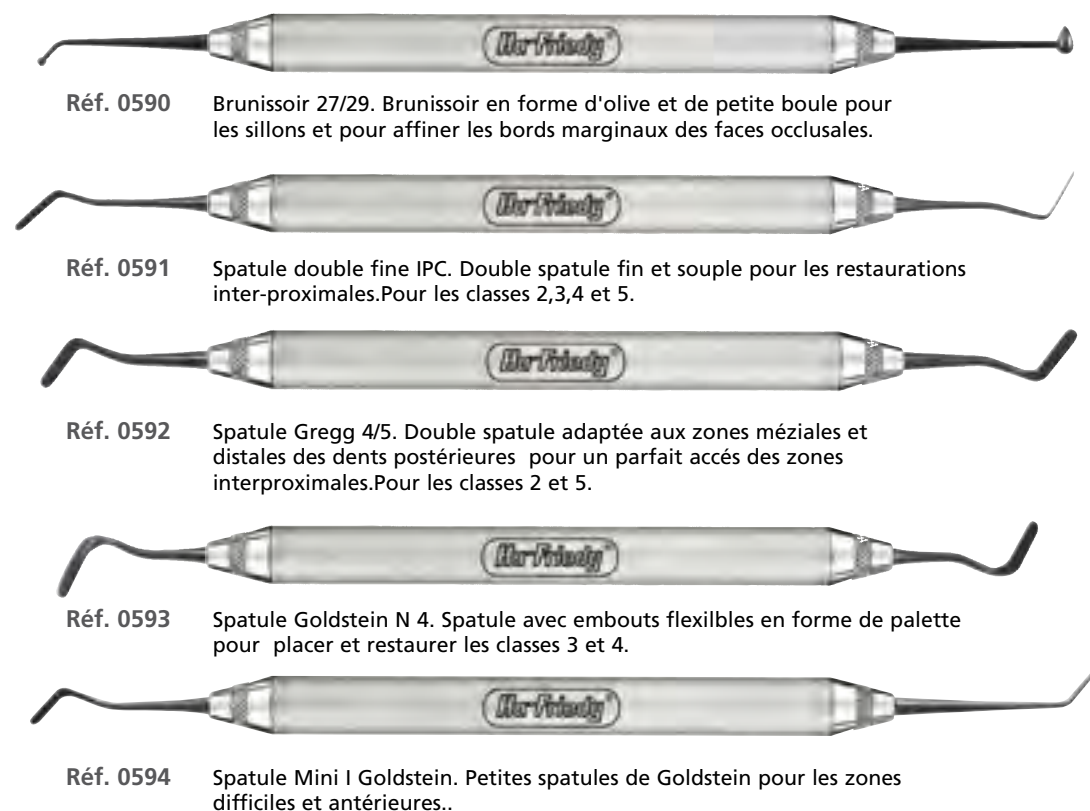 Hu-Friedy®
Réf. 0590 Brunissoir 27/29. Brunissoir en forme d'olive et de petite boule pour
les sillons et pour affiner les bords marginaux des faces occlusales.
Hu-Friedy®
Réf. 0591 Spatule double fine IPC. Double spatule fin et souple pour les restaurations
inter-proximales.Pour les classes 2,3,4 et 5.
Hu-Friedy®
Réf. 0592 Spatule Gregg 4/5. Double spatule adaptée aux zones méziales et
distales des dents postérieures  pour un parfait accés des zones
interproximales.Pour les classes 2 et 5.
Hu-Friedy®
Réf. 0593 Spatule Goldstein N 4. Spatule avec embouts flexilbles en forme de palette
pour  placer et restaurer les classes 3 et 4.
Hu-Friedy®
Réf. 0594 Spatule Mini I Goldstein. Petites spatules de Goldstein pour les zones
difficiles et antérieures..